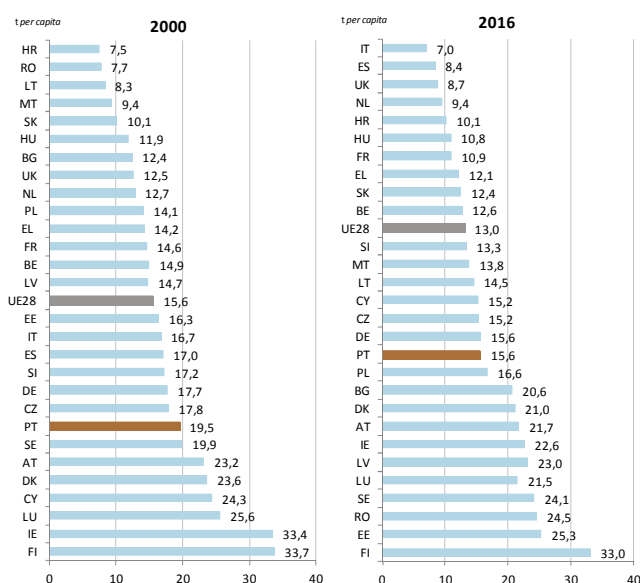 t per capita
2000
HR 7,5
RO 7,7
LT 8,3
MT 9,4
SK 10,1
HU 11,9
BG 12,4
UK 12,5
NL 12,7
PL 14,1
EL 14,2
FR 14,6
BE 14,9
LV 14,7
UE28 15,6
EE 16,3
IT 16,7
ES 17,0
SI 17,2
DE 17,7
CZ 17,8
PT 19,5
SE 19,9
AT 23,2
DK 23,6
CY 24,3
LU 25,6
IE 33,4
FI 33,7
0 10 20 30 40
t per capita
2016
IT 7,0
ES 8,4
UK 8,7
NL 9,4
HR 10,1
HU 10,8
FR 10,9
EL 12,1
SK 12,4
BE 12,6
UE28 13,0
SI 13,3
MT 13,8
LT 14,5
CY 15,2
CZ 15,2
DE 15,6
PT 15,6
PL 16,6
BG 20,6
DK 21,0
AT 21,7
IE 22,6
LV 23,0
LU 21,5
SE 24,1
RO 24,5
EE 25,3
FI 33,0
0 10 20 30 40